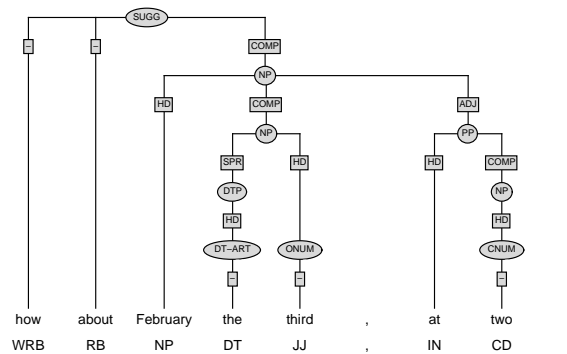 SUGG
– – COMP
NP
HD COMP ADJ
NP PP
SPR HD HD COMP
DTP NP
HD HD
DT–ART ONUM CNUM
– – –
how about February the third , at two
WRB RB NP DT JJ , IN CD